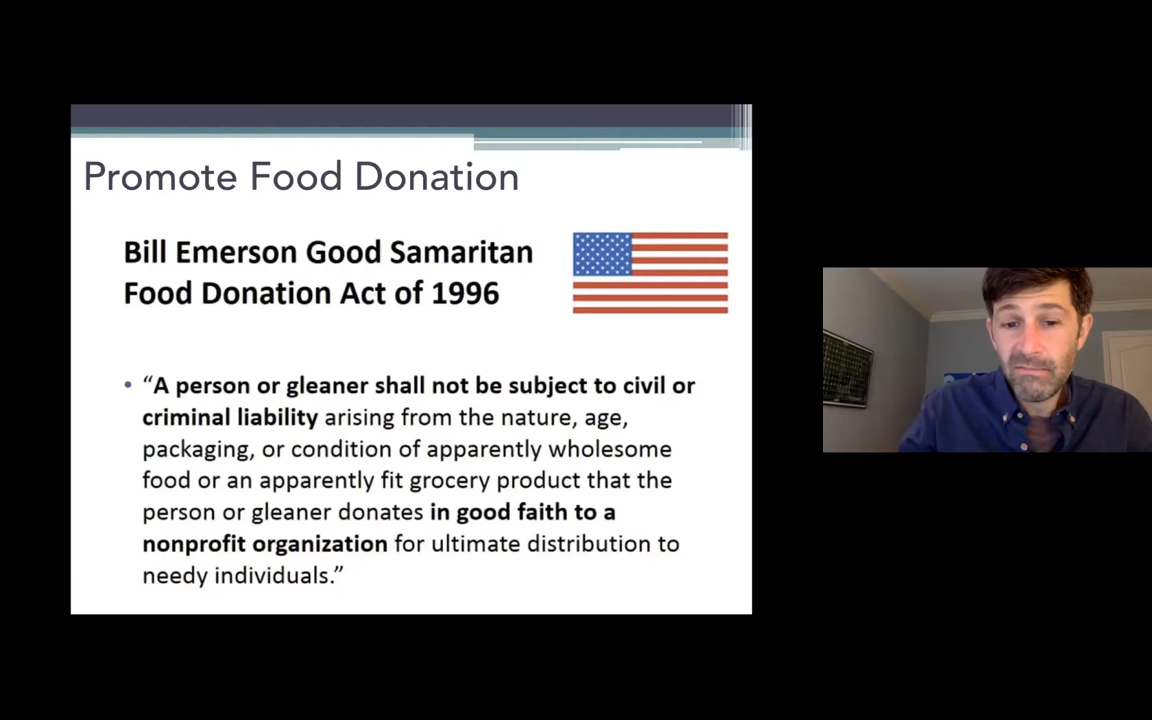 Promote Food Donation
Bill Emerson Good Samaritan
Food Donation Act of 1996
• “A person or gleaner shall not be subject to civil or
criminal liability arising from the nature, age,
packaging, or condition of apparently wholesome
food or an apparently fit grocery product that the
person or gleaner donates in good faith to a
nonprofit organization for ultimate distribution to
needy individuals.”